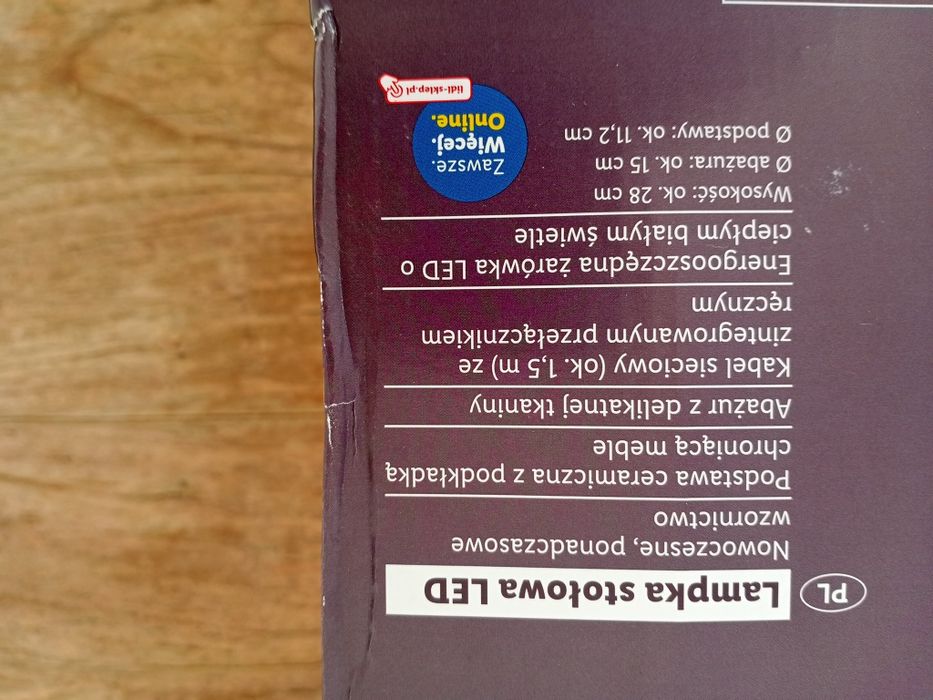 PL
Lampka stołowa LED
Nowoczesne, ponadczasowe
wzornictwo
Podstawa ceramiczna z podkładką
chroniącą meble
Abażur z delikatnej tkaniny
Kabel sieciowy (ok. 1,5 m) ze
zintegrowanym przełącznikiem
ręcznym
Energooszczędna żarówka LED o
ciepłym białym świetle
Wysokość: ok. 28 cm
Ø abażura: ok. 15 cm
Ø podstawy: ok. 11,2 cm
Zawsze.
Więcej.
Online.
lidl-sklep.pl